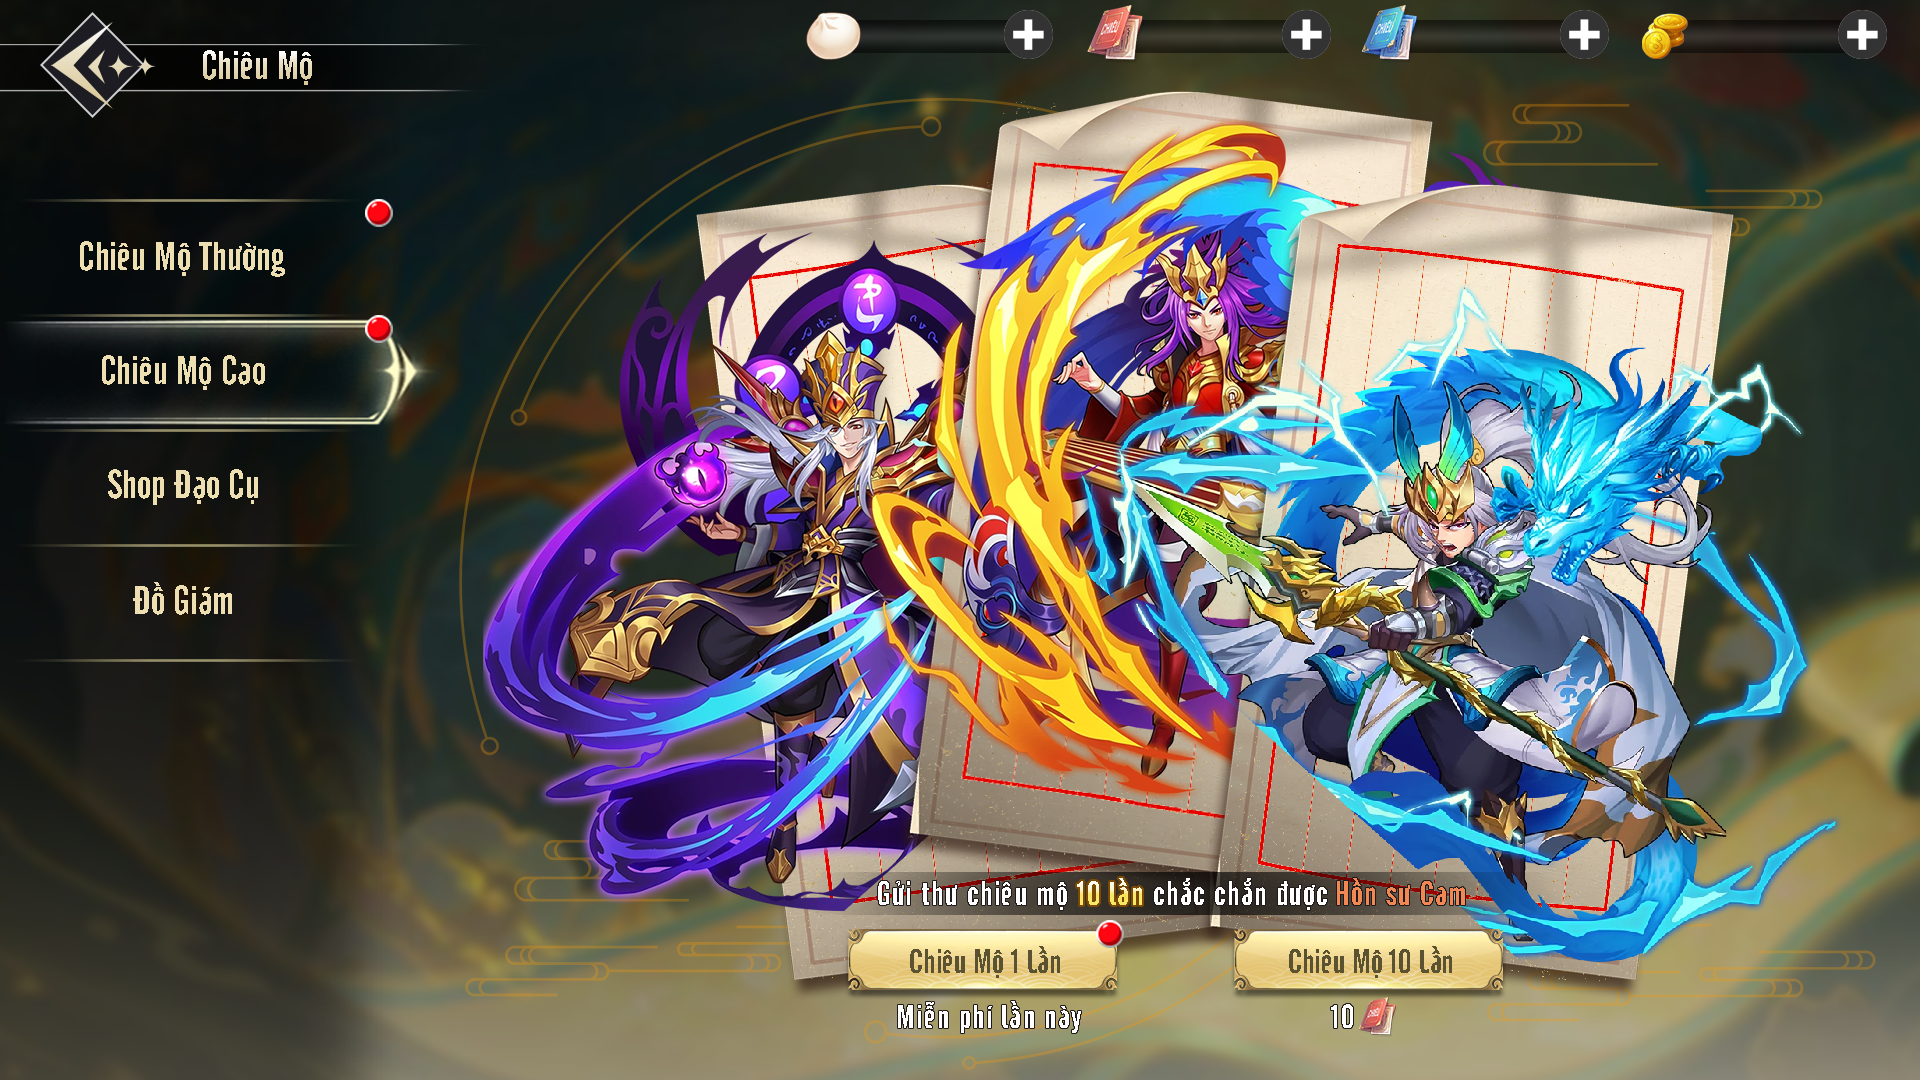 Chiêu Mộ
Chiêu Mộ Thường
Chiêu Mộ Cao
Shop Đạo Cụ
Đồ Giám
Gửi thư chiêu mộ 10 lần chắc chắn được Hồn sư Cam
Chiêu Mộ 1 Lần
Chiêu Mộ 10 Lần
Miễn phí lần này
10